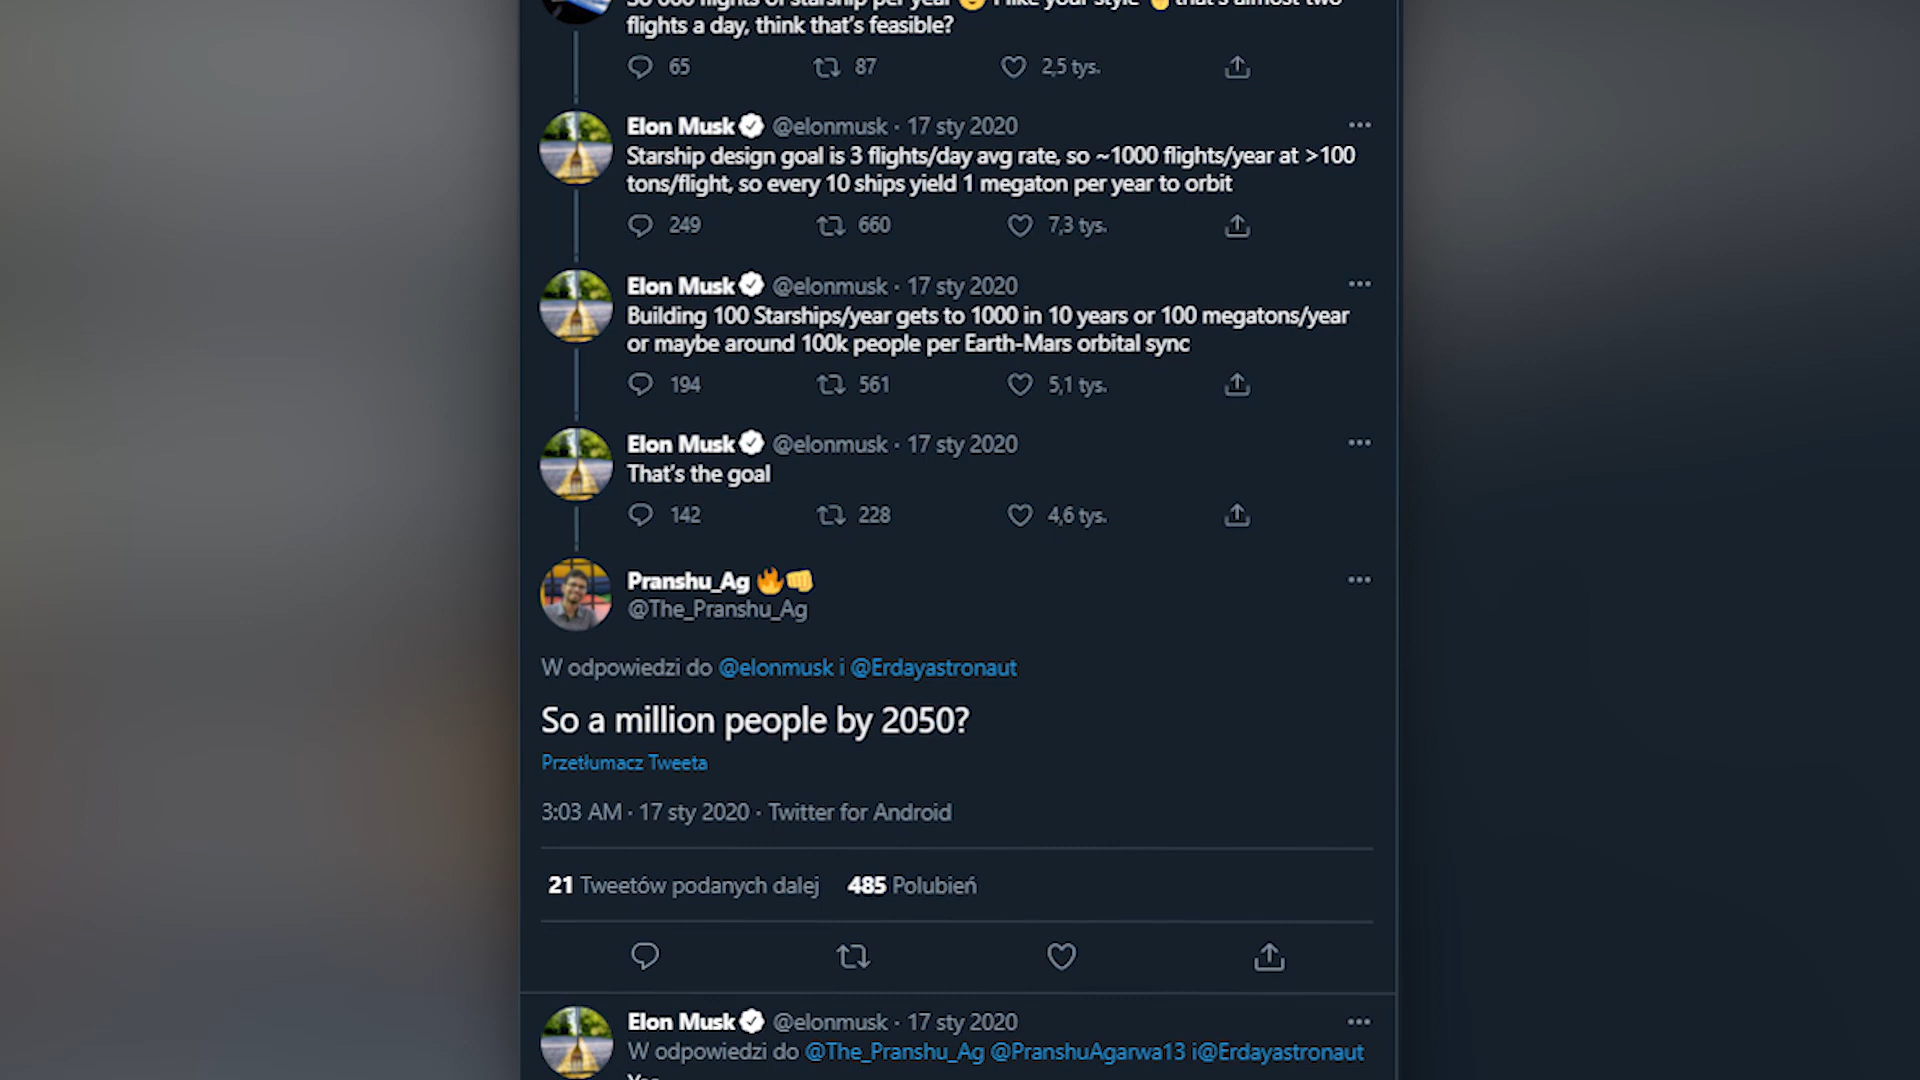 So 600 flights of starship per year 😉 I like your style 👌 that's almost two
flights a day, think that's feasible?
65 87 2,5 tys.
Elon Musk @elonmusk · 17 sty 2020
Starship design goal is 3 flights/day avg rate, so ~1000 flights/year at >100
tons/flight, so every 10 ships yield 1 megaton per year to orbit
249 660 7,3 tys.
Elon Musk @elonmusk · 17 sty 2020
Building 100 Starships/year gets to 1000 in 10 years or 100 megatons/year
or maybe around 100k people per Earth-Mars orbital sync
194 561 5,1 tys.
Elon Musk @elonmusk · 17 sty 2020
That's the goal
142 228 4,6 tys.
Pranshu_Ag 🔥👊
@The_Pranshu_Ag
W odpowiedzi do @elonmusk i @Erdayastronaut
So a million people by 2050?
Przetłumacz Tweeta
3:03 AM · 17 sty 2020 · Twitter for Android
21 Tweetów podanych dalej 485 Polubień
Elon Musk @elonmusk · 17 sty 2020
W odpowiedzi do @The_Pranshu_Ag @PranshuAgarwa13 i@Erdayastronaut
Yes